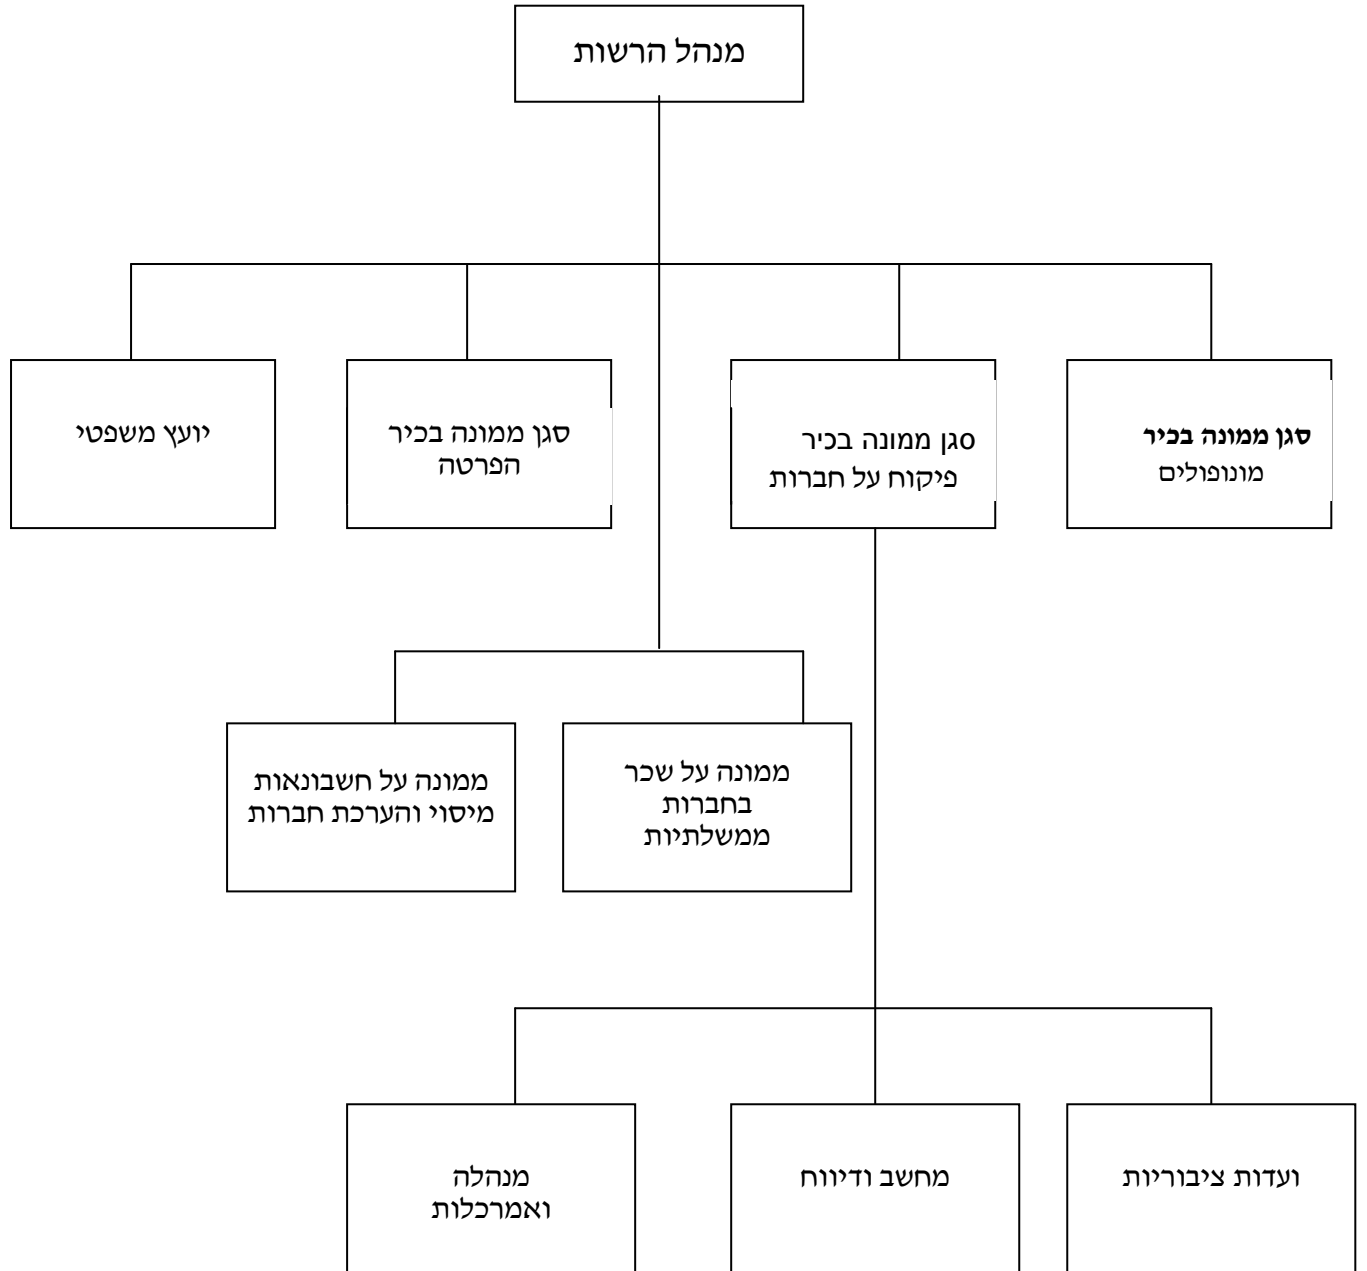 מנהל הרשות
סגן ממונה בכיר
מונופולים
סגן ממונה בכיר
פיקוח על חברות
סגן ממונה בכיר
הפרטה
יועץ משפטי
ממונה על שכר
בחברות
ממשלתיות
ממונה על חשבונאות
מיסוי והערכת חברות
ועדות ציבוריות
מחשב ודיווח
מנהלה
ואמרכלות